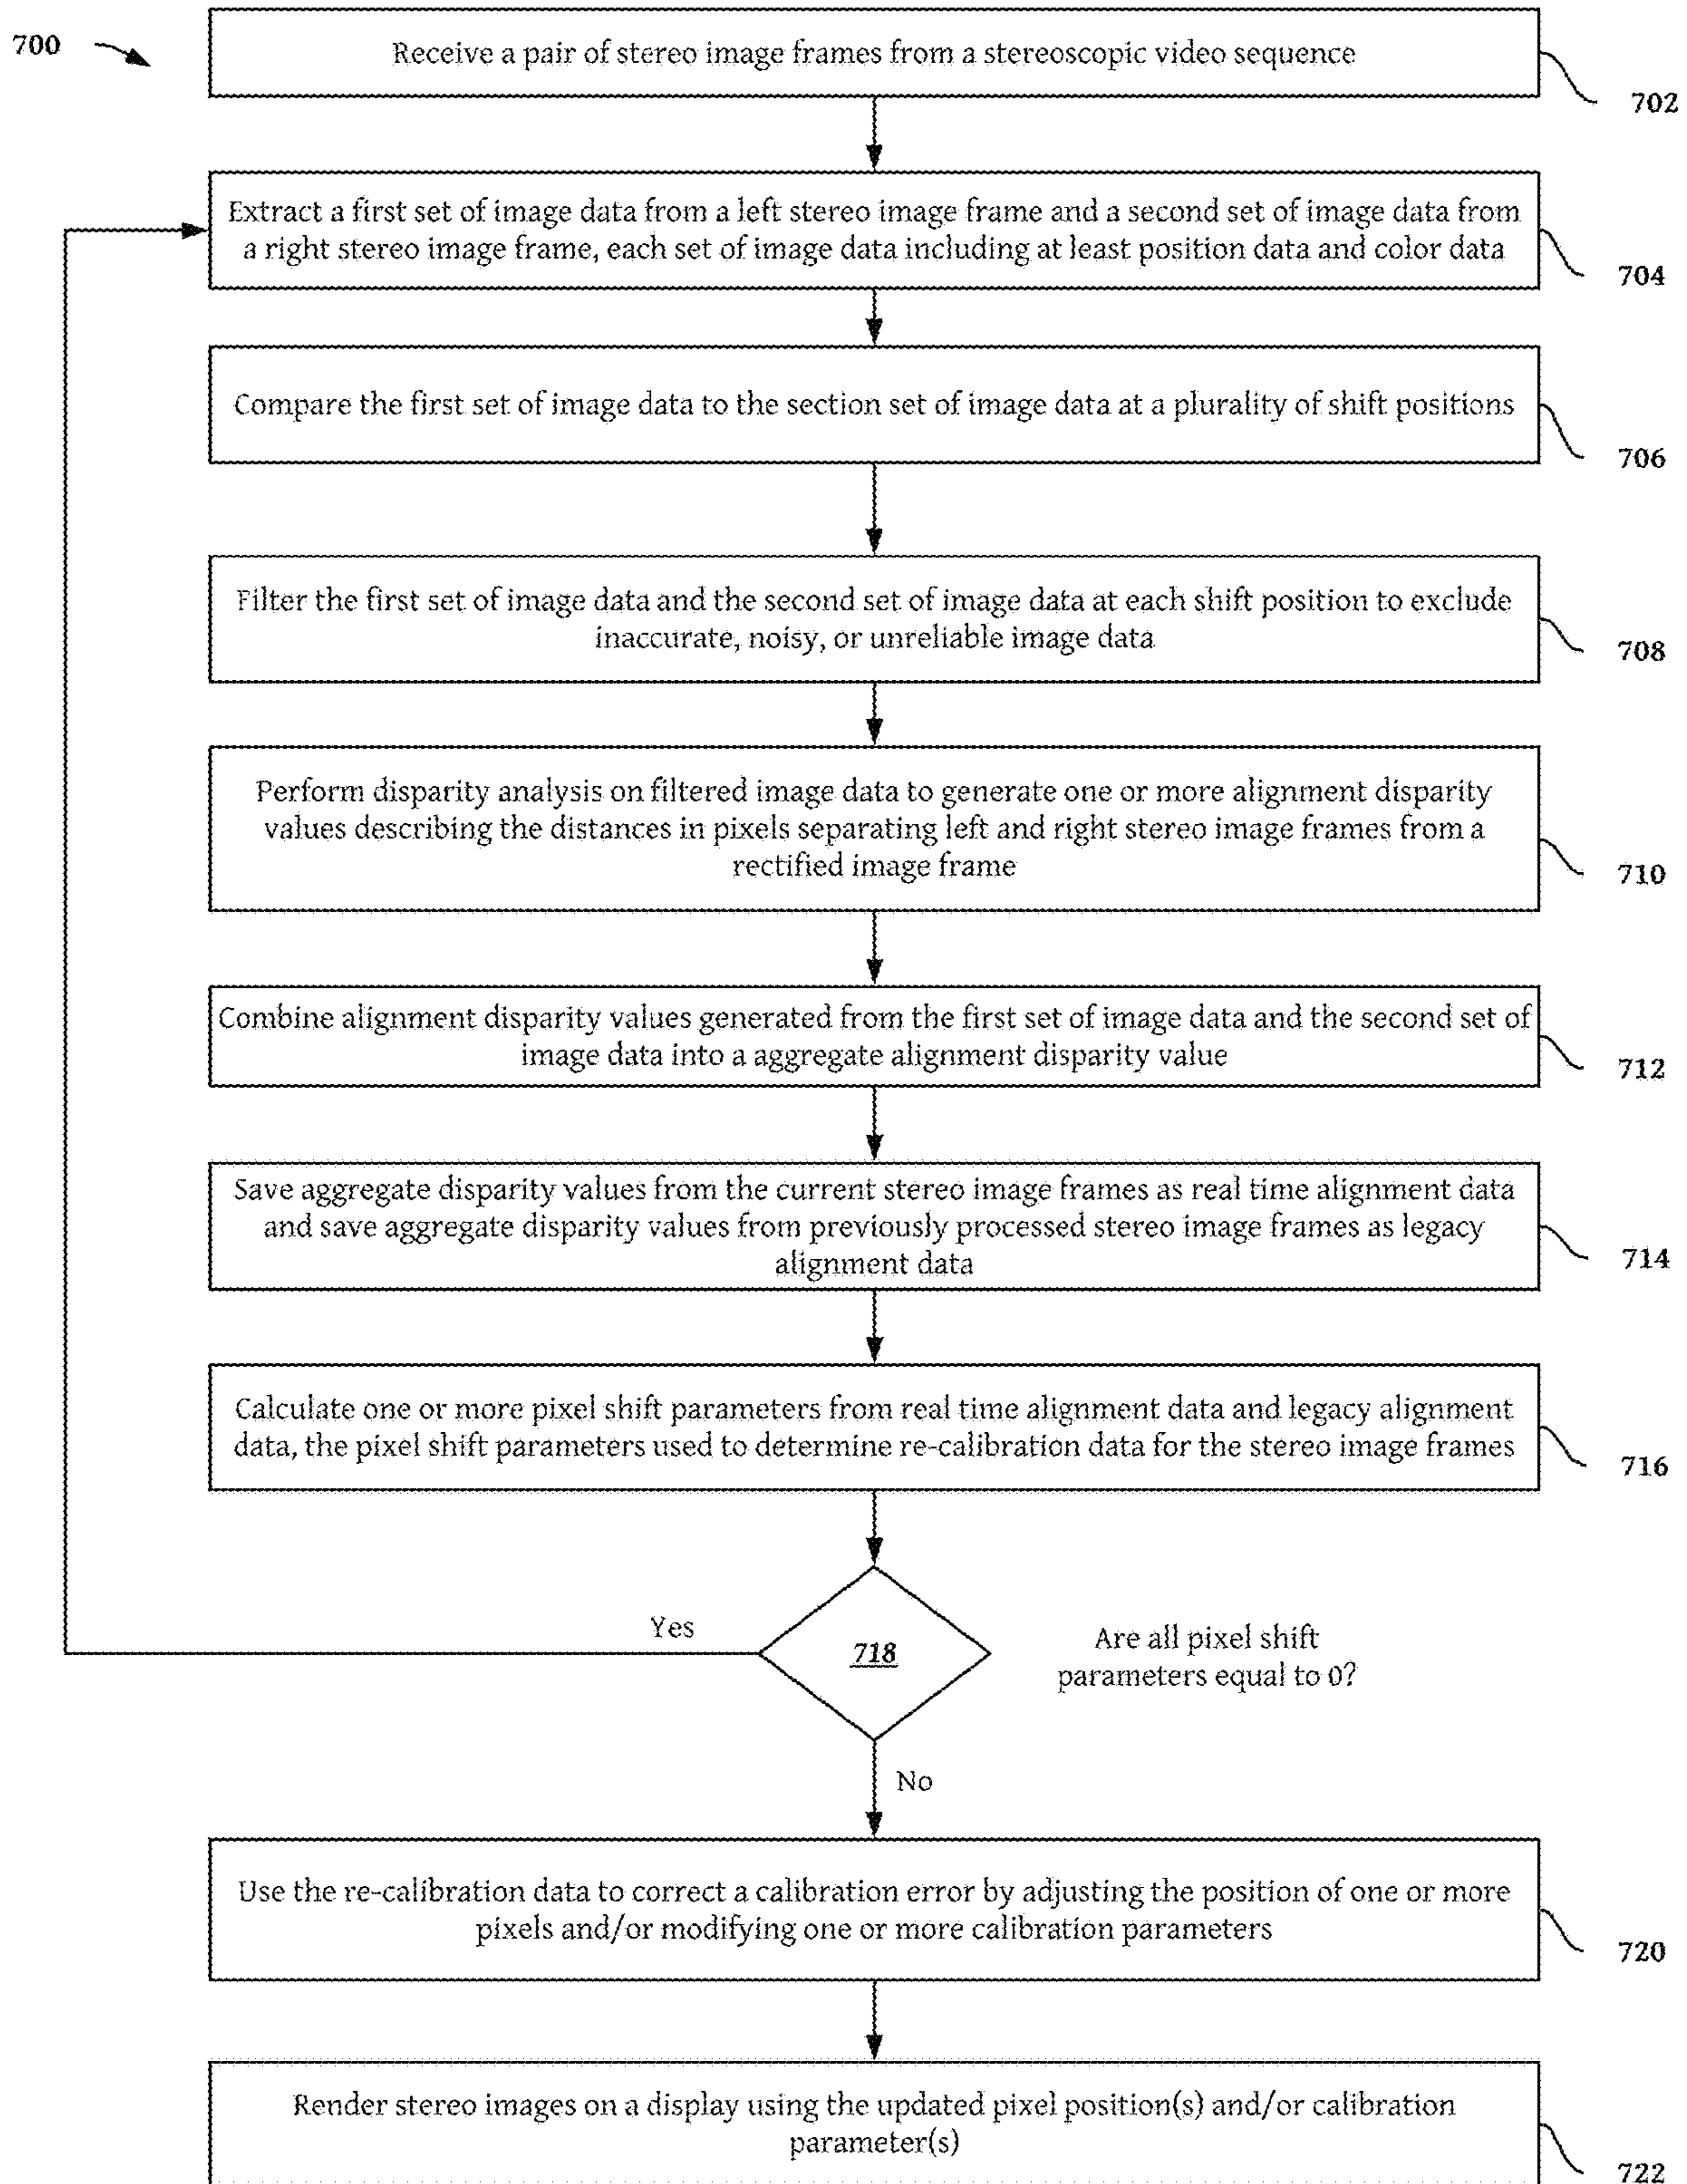 700
Receive a pair of stereo image frames from a stereoscopic video sequence
702
Extract a first set of image data from a left stereo image frame and a second set of image data from
a right stereo image frame, each set of image data including at least position data and color data
704
Compare the first set of image data to the section set of image data at a plurality of shift positions
706
Filter the first set of image data and the second set of image data at each shift position to exclude
inaccurate, noisy, or unreliable image data
708
Perform disparity analysis on filtered image data to generate one or more alignment disparity
values describing the distances in pixels separating left and right stereo image frames from a
rectified image frame
710
Combine alignment disparity values generated from the first set of image data and the second set of
image data into a aggregate alignment disparity value
712
Save aggregate disparity values from the current stereo image frames as real time alignment data
and save aggregate disparity values from previously processed stereo image frames as legacy
alignment data
714
Calculate one or more pixel shift parameters from real time alignment data and legacy alignment
data, the pixel shift parameters used to determine re-calibration data for the stereo image frames
716
Yes
718
Are all pixel shift
parameters equal to 0?
No
Use the re-calibration data to correct a calibration error by adjusting the position of one or more
pixels and/or modifying one or more calibration parameters
720
Render stereo images on a display using the updated pixel position(s) and/or calibration
parameter(s)
722